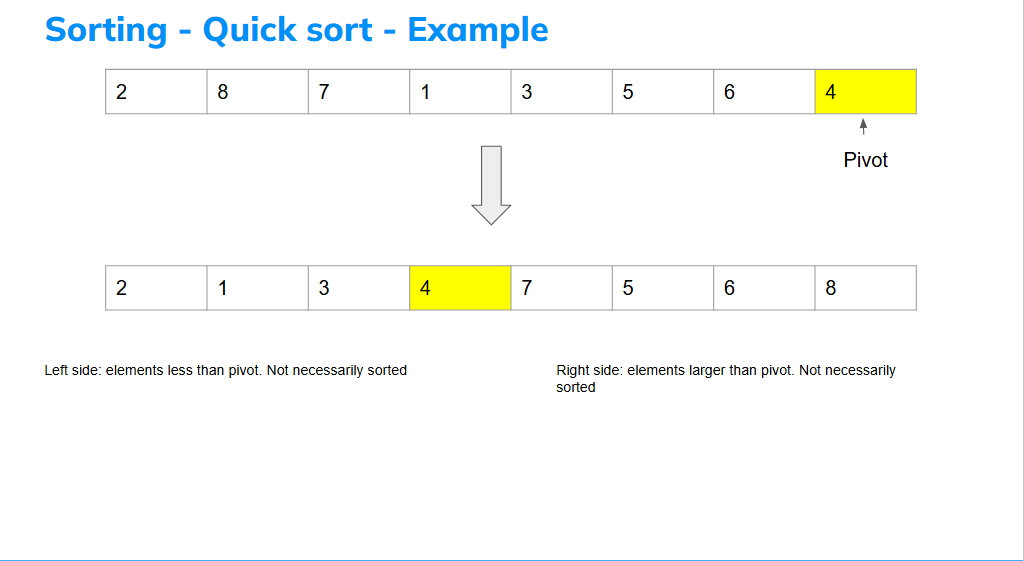 Sorting - Quick sort - Example
2 8 7 1 3 5 6 4
Pivot
2 1 3 4 7 5 6 8
Left side: elements less than pivot. Not necessarily sorted
Right side: elements larger than pivot. Not necessarily
sorted